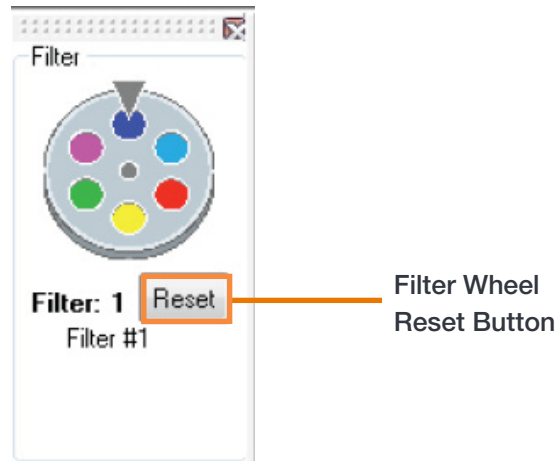 Filter
Filter: 1 Reset
Filter #1
Filter Wheel
Reset Button